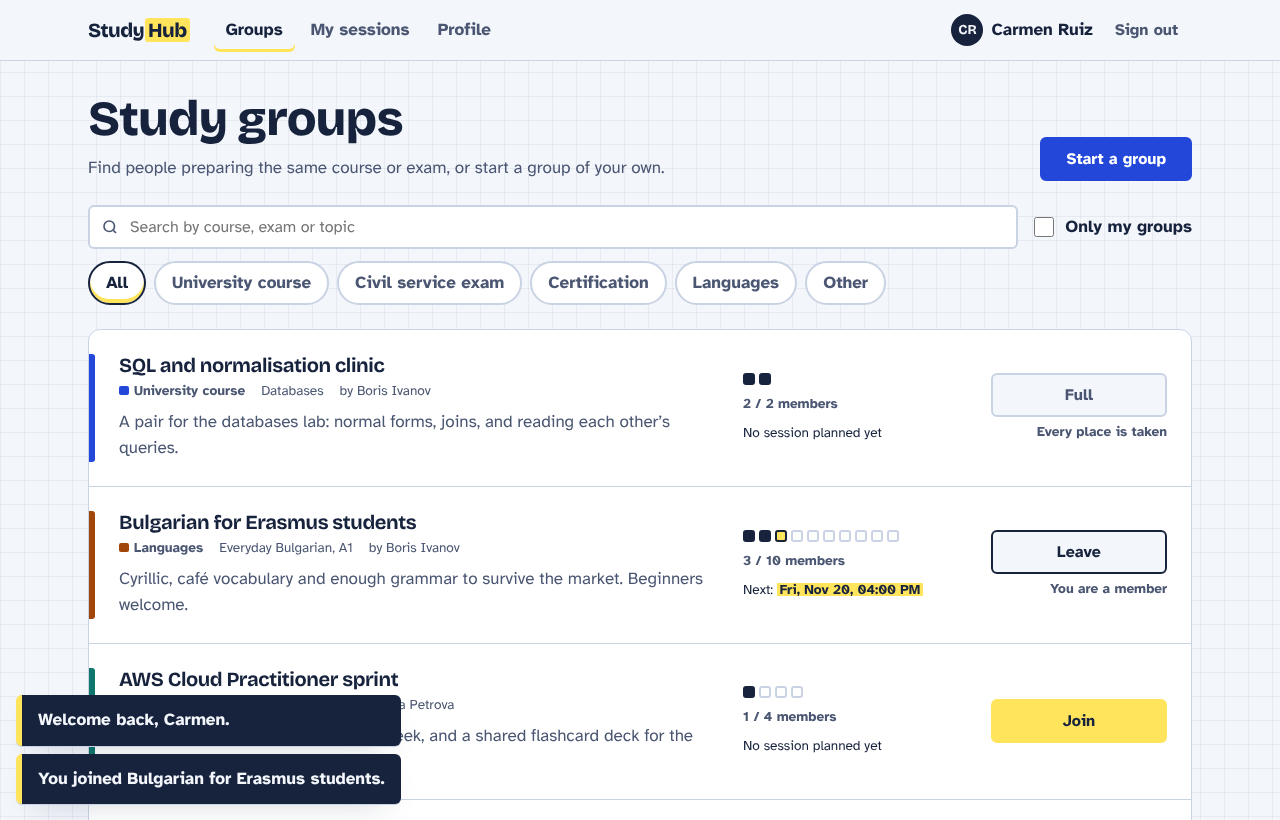 StudyHub
Groups
My sessions
Profile
CR
Carmen Ruiz
Sign out
Study groups
Find people preparing the same course or exam, or start a group of your own.
Start a group
Search by course, exam or topic
Only my groups
All
University course
Civil service exam
Certification
Languages
Other
SQL and normalisation clinic
University course
Databases
by Boris Ivanov
A pair for the databases lab: normal forms, joins, and reading each other’s
queries.
2 / 2 members
No session planned yet
Full
Every place is taken
Bulgarian for Erasmus students
Languages
Everyday Bulgarian, A1
by Boris Ivanov
Cyrillic, café vocabulary and enough grammar to survive the market. Beginners
welcome.
3 / 10 members
Next: Fri, Nov 20, 04:00 PM
Leave
You are a member
AWS Cloud Practitioner sprint
Petrova
and a shared flashcard deck for the
1 / 4 members
No session planned yet
Join
Welcome back, Carmen.
You joined Bulgarian for Erasmus students.